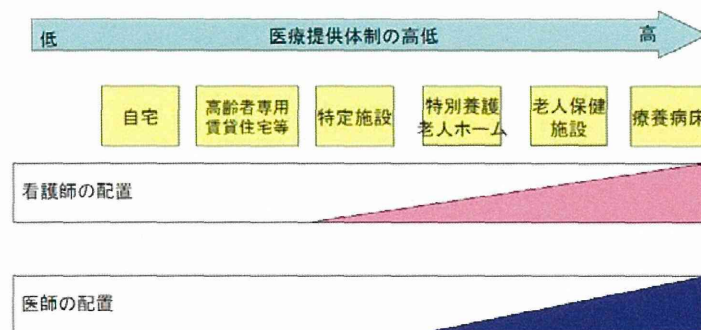 低 医療提供体制の高低 高
自宅
高齢者専用
賃貸住宅等
特定施設
特別養護
老人ホーム
老人保健
施設
療養病床
看護師の配置
医師の配置